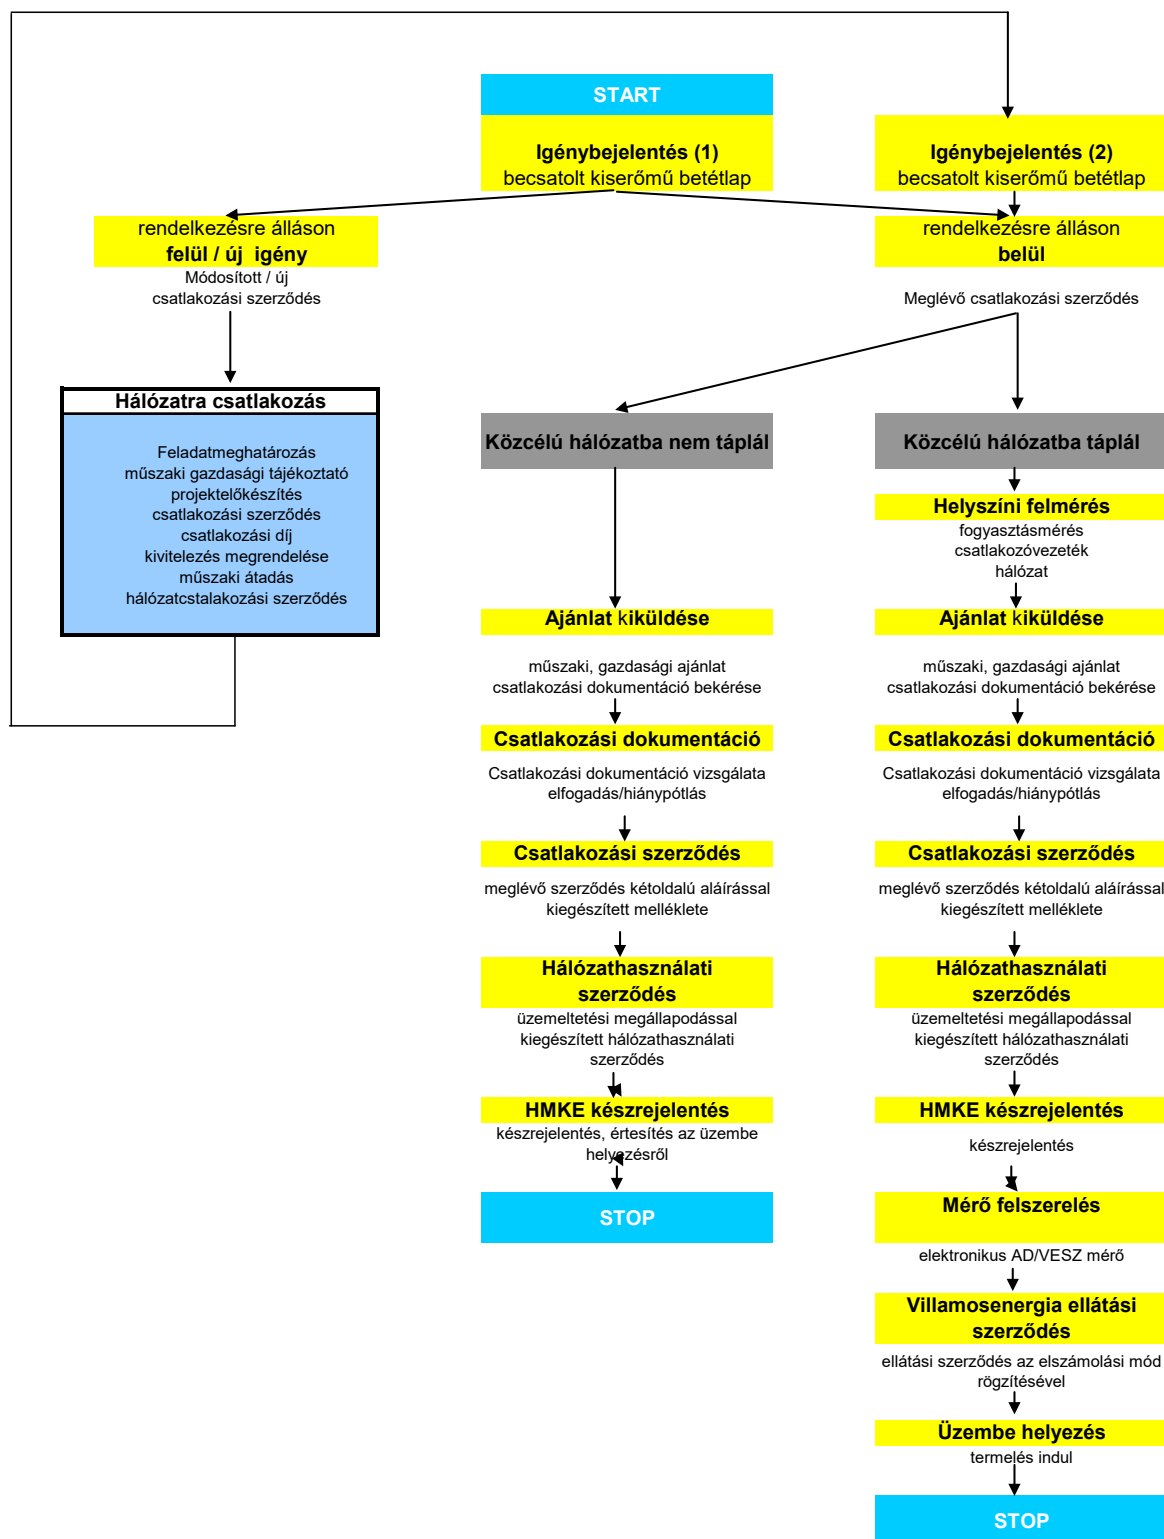 START
Igénybejelentés (1)
becsatolt kiserőmű betétlap
Igénybejelentés (2)
becsatolt kiserőmű betétlap
rendelkezésre álláson
felül / új igény
Módosított / új
csatlakozási szerződés
rendelkezésre álláson
belül
Meglévő csatlakozási szerződés
Hálózatra csatlakozás
Feladatmeghatározás
műszaki gazdasági tájékoztató
projektelőkészítés
csatlakozási szerződés
csatlakozási díj
kivitelezés megrendelése
műszaki átadás
hálózatcstalakozási szerződés
Közcélú hálózatba nem táplál
Ajánlat kiküldése
műszaki, gazdasági ajánlat
csatlakozási dokumentáció bekérése
Csatlakozási dokumentáció
Csatlakozási dokumentáció vizsgálata
elfogadás/hiánypótlás
Csatlakozási szerződés
meglévő szerződés kétoldalú aláírással
kiegészített melléklete
Hálózathasználati
szerződés
üzemeltetési megállapodással
kiegészített hálózathasználati
szerződés
HMKE készrejelentés
készrejelentés, értesítés az üzembe
helyezésről
STOP
Közcélú hálózatba táplál
Helyszíni felmérés
fogyasztásmérés
csatlakozóvezeték
hálózat
Ajánlat kiküldése
műszaki, gazdasági ajánlat
csatlakozási dokumentáció bekérése
Csatlakozási dokumentáció
Csatlakozási dokumentáció vizsgálata
elfogadás/hiánypótlás
Csatlakozási szerződés
meglévő szerződés kétoldalú aláírással
kiegészített melléklete
Hálózathasználati
szerződés
üzemeltetési megállapodással
kiegészített hálózathasználati
szerződés
HMKE készrejelentés
készrejelentés
Mérő felszerelés
elektronikus AD/VESZ mérő
Villamosenergia ellátási
szerződés
ellátási szerződés az elszámolási mód
rögzítésével
Üzembe helyezés
termelés indul
STOP